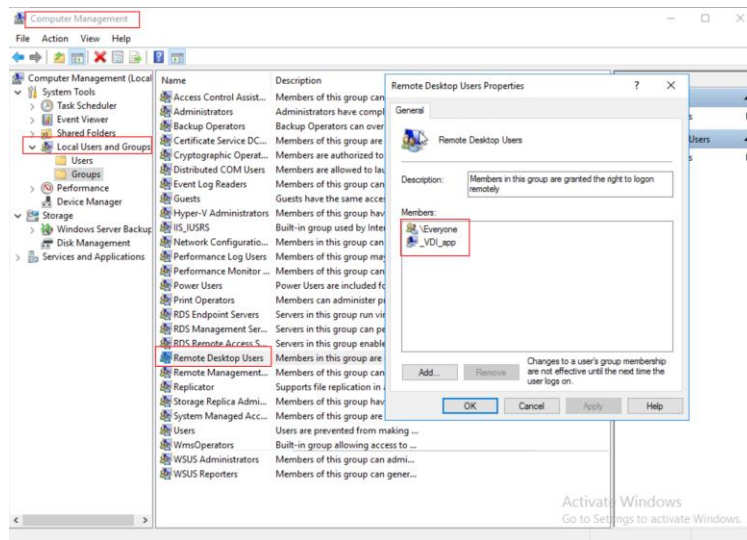 Computer Management
File Action View Help
Computer Management (Local
System Tools
Task Scheduler
Event Viewer
Shared Folders
Local Users and Groups
Users
Groups
Performance
Device Manager
Storage
Windows Server Backup
Disk Management
Services and Applications
Name Description
Access Control Assist... Members of this group can
Administrators Administrators have compl
Backup Operators Backup Operators can over
Certificate Service DC... Members of this group are
Cryptographic Operat... Members are authorized to
Distributed COM Users Members are allowed to lau
Event Log Readers Members of this group can
Guests Guests have the same acce
Hyper-V Administrators Members of this group hav
IIS_IUSRS Built-in group used by Inte
Network Configuratio... Members in this group can
Performance Log Users Members of this group may
Performance Monitor ... Members of this group can
Power Users Power Users are included fo
Print Operators Members can administer pr
RDS Endpoint Servers Servers in this group run vir
RDS Management Ser... Servers in this group can pe
RDS Remote Access S... Servers in this group enable
Remote Desktop Users Members in this group are
Remote Management... Members of this group can
Replicator Supports file replication in a
Storage Replica Admi... Members of this group hav
System Managed Acc... Members of this group are
Users Users are prevented from making ...
WmsOperators Built-in group allowing access to ...
WSUS Administrators Members of this group can admi...
WSUS Reporters Members of this group can gener...
Remote Desktop Users Properties ? X
General
Remote Desktop Users
Description: Members in this group are granted the right to logon
remotely
Members:
\Everyone
_VDI_app
Add... Remove
Changes to a user's group membership
are not effective until the next time the
user logs on.
OK Cancel Apply Help
s
Users
s
Activate Windows
Go to Settings to activate Windows.